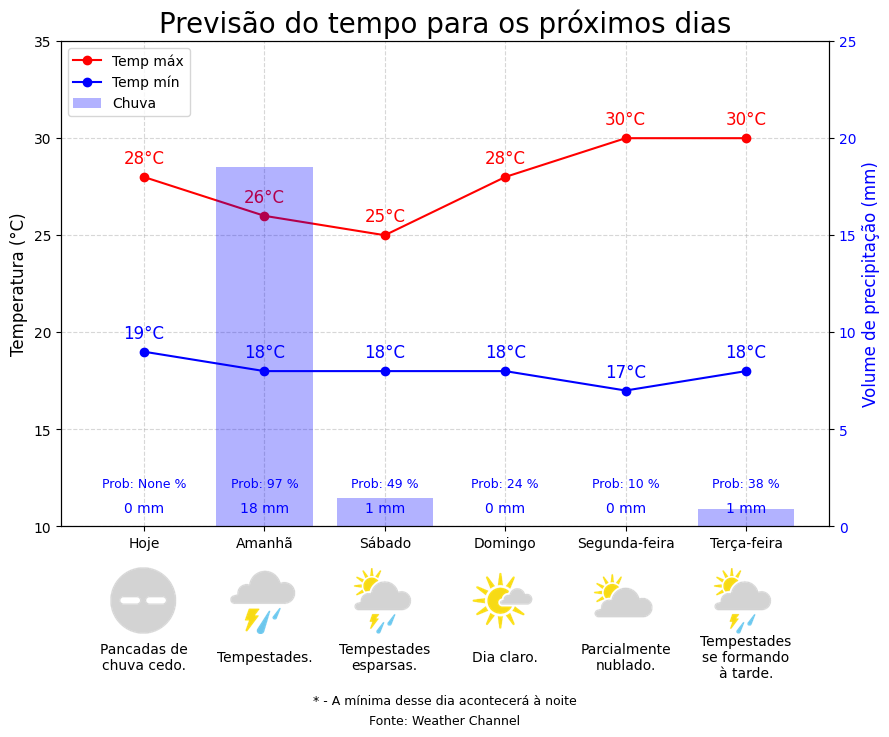 Previsão do tempo para os próximos dias
35
30
25
20
15
10
Temperatura (°C)
Temp máx
Temp mín
Chuva
28°C
26°C
25°C
28°C
30°C
30°C
19°C
18°C
18°C
18°C
17°C
18°C
Prob: None %
Prob: 97 %
Prob: 49 %
Prob: 24 %
Prob: 10 %
Prob: 38 %
0 mm
18 mm
1 mm
0 mm
0 mm
1 mm
25
20
15
10
5
0
Volume de precipitação (mm)
Hoje
Amanhã
Sábado
Domingo
Segunda-feira
Terça-feira
Pancadas de
chuva cedo.
Tempestades.
Tempestades
esparsas.
Dia claro.
Parcialmente
nublado.
Tempestades
se formando
à tarde.
* - A mínima desse dia acontecerá à noite
Fonte: Weather Channel